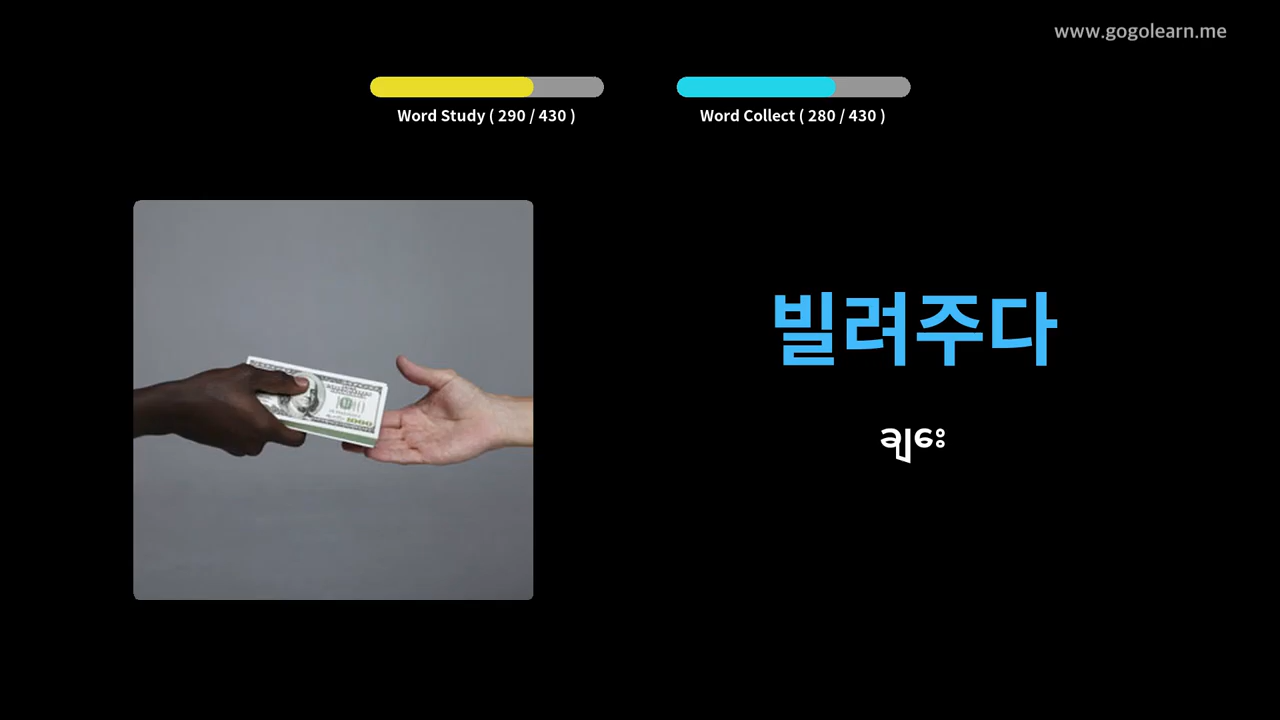 www.gogolearn.me
Word Study ( 290 / 430 )
Word Collect ( 280 / 430 )
빌려주다
ချေး